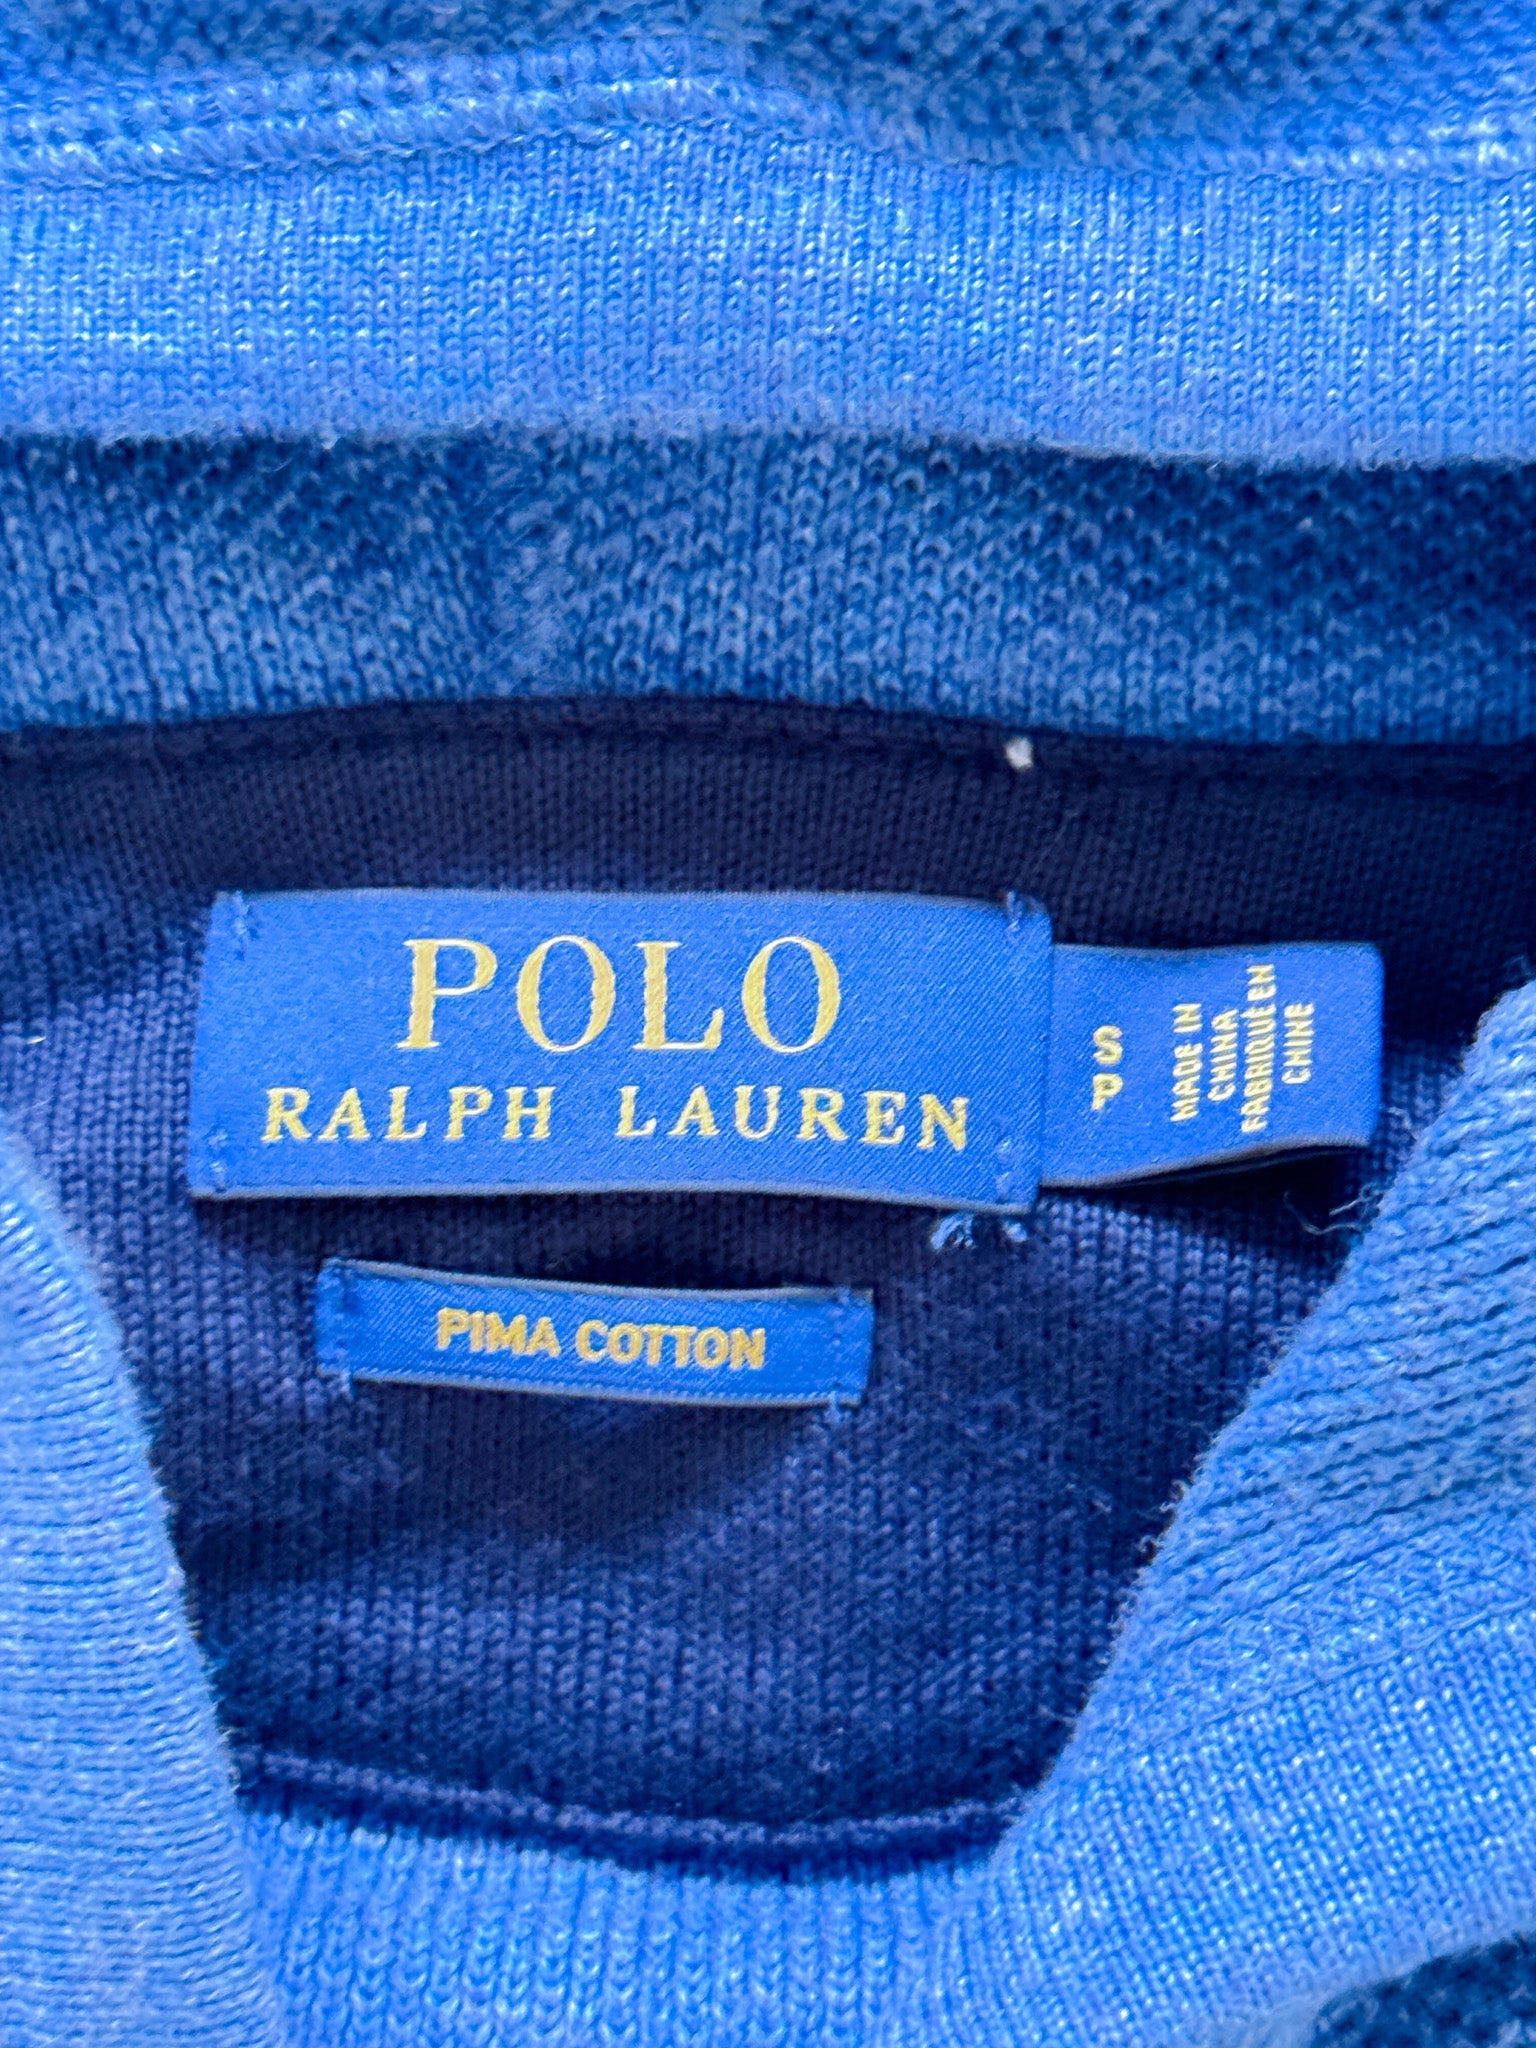 POLO
RALPH LAUREN
S
P
MADE IN
CHINA
FABRIQUÉ EN
CHINE
PIMA COTTON